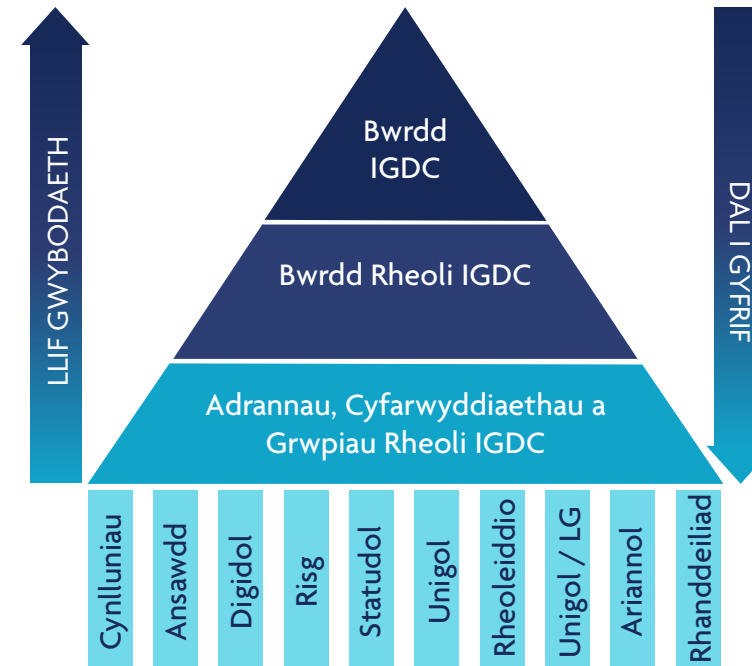 LLIF GWYBODAETH
Bwrdd
IGDC
Bwrdd Rheoli IGDC
Adrannau, Cyfarwyddiaethau a
Grwpiau Rheoli IGDC
DAL I GYFRIF
Cynlluniau
Ansawdd
Digidol
Risg
Statudol
Unigol
Rheoleiddio
Unigol / LG
Ariannol
Rhanddeiliad